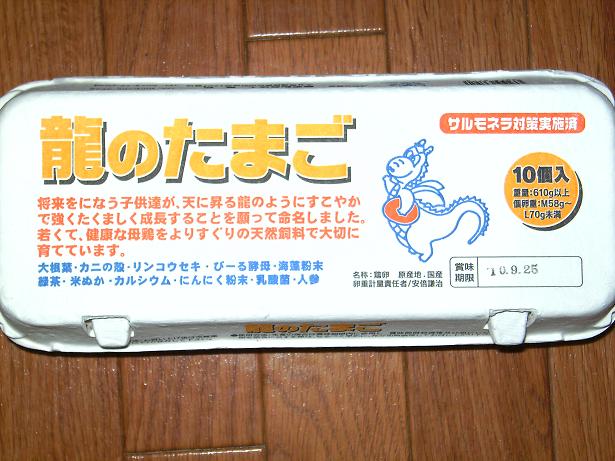 龍のたまご
サルモネラ対策実施済
10個入
重量:610g以上
個卵重:M58g~
L70g未満
将来をになう子供達が、天に昇る龍のようにすこやか
で強くたくましく成長することを願って命名しました。
若くて、健康な母鶏をよりすぐりの天然飼料で大切に
育てています。
大根葉・カニの殻・リンコウセキ・びーる酵母・海藻粉末
緑茶・米ぬか・カルシウム・にんにく粉末・乳酸菌・人参
名称:鶏卵 原産地:国産
卵重計量責任者/安倍謙治
賞味
期限
10.9.25
龍のたまご